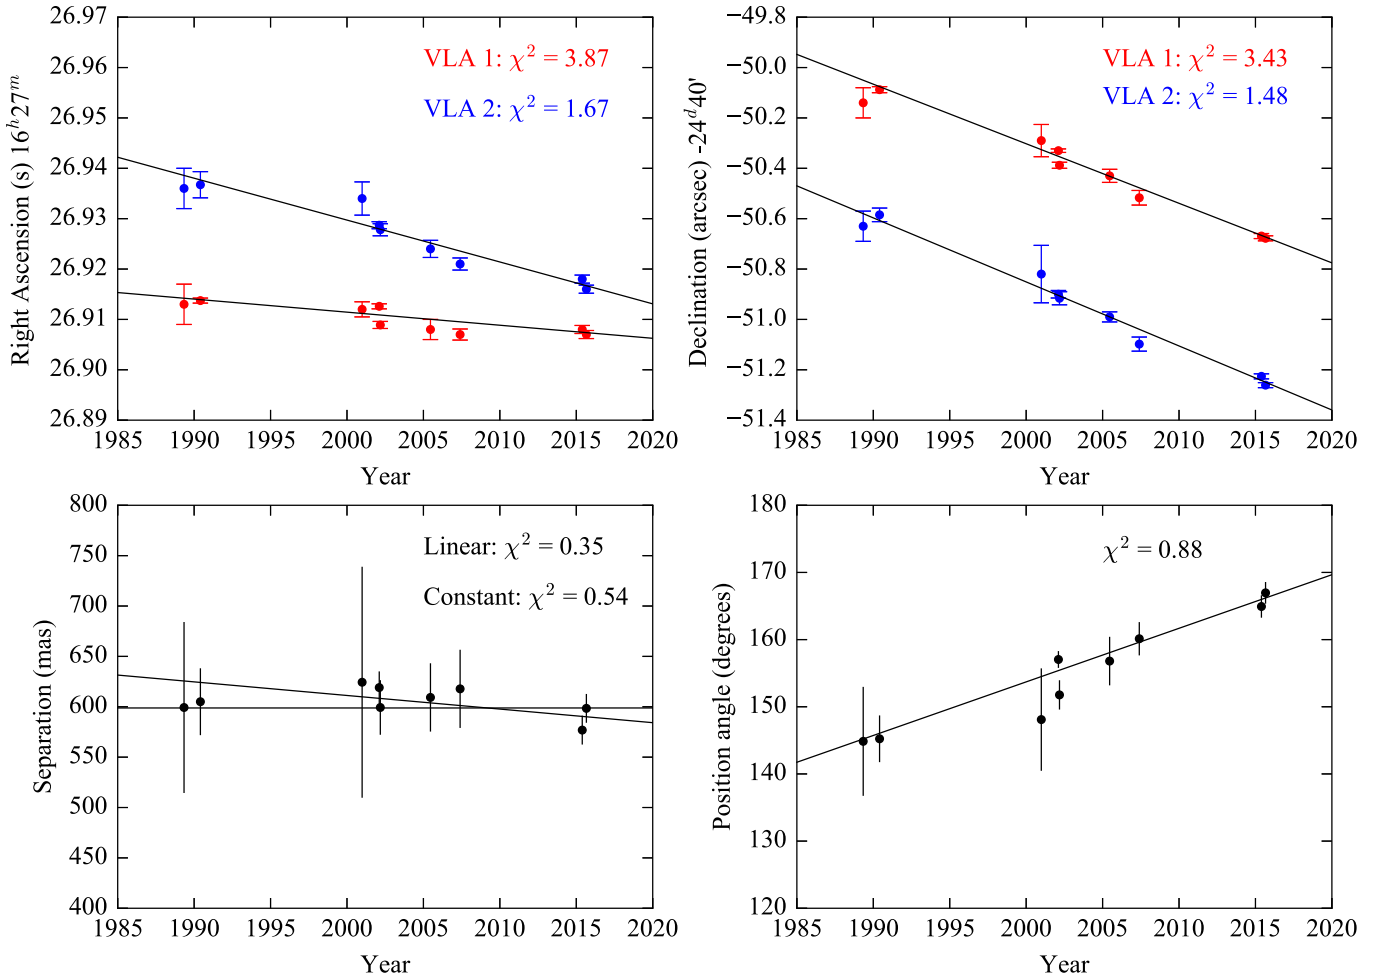 26.97
26.96
26.95
26.94
26.93
26.92
26.91
26.90
26.89
Right Ascension (s) 16ʰ27ᵐ
VLA 1: χ² = 3.87
VLA 2: χ² = 1.67
1985 1990 1995 2000 2005 2010 2015 2020
Year
−49.8
−50.0
−50.2
−50.4
−50.6
−50.8
−51.0
−51.2
−51.4
Declination (arcsec) -24ᵈ40'
VLA 1: χ² = 3.43
VLA 2: χ² = 1.48
1985 1990 1995 2000 2005 2010 2015 2020
Year
800
750
700
650
600
550
500
450
400
Separation (mas)
Linear: χ² = 0.35
Constant: χ² = 0.54
1985 1990 1995 2000 2005 2010 2015 2020
Year
180
170
160
150
140
130
120
Position angle (degrees)
χ² = 0.88
1985 1990 1995 2000 2005 2010 2015 2020
Year